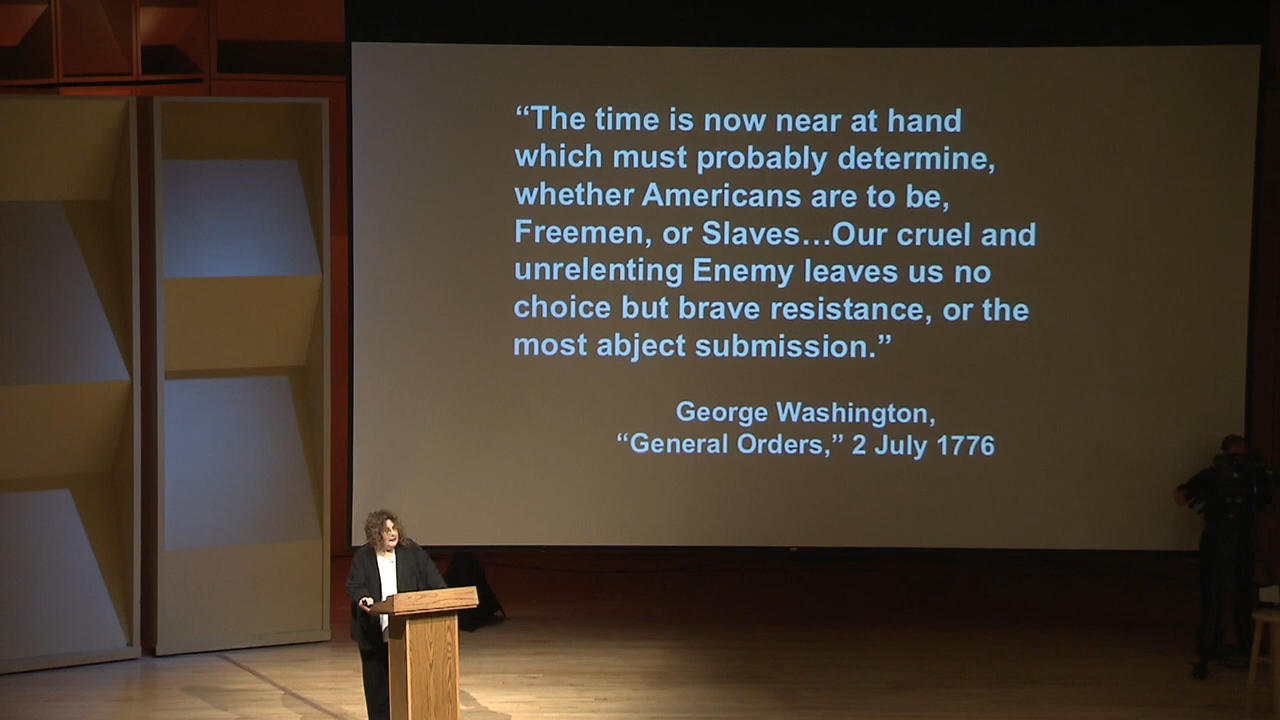 “The time is now near at hand
which must probably determine,
whether Americans are to be,
Freemen, or Slaves…Our cruel and
unrelenting Enemy leaves us no
choice but brave resistance, or the
most abject submission.”
George Washington,
“General Orders,” 2 July 1776